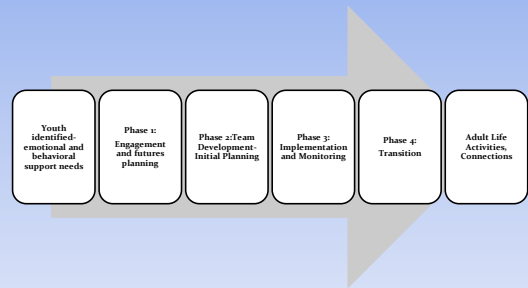 Youth
identified-
emotional and
behavioral
support needs
Phase 1:
Engagement
and futures
planning
Phase 2:Team
Development-
Initial Planning
Phase 3:
Implementation
and Monitoring
Phase 4:
Transition
Adult Life
Activities,
Connections